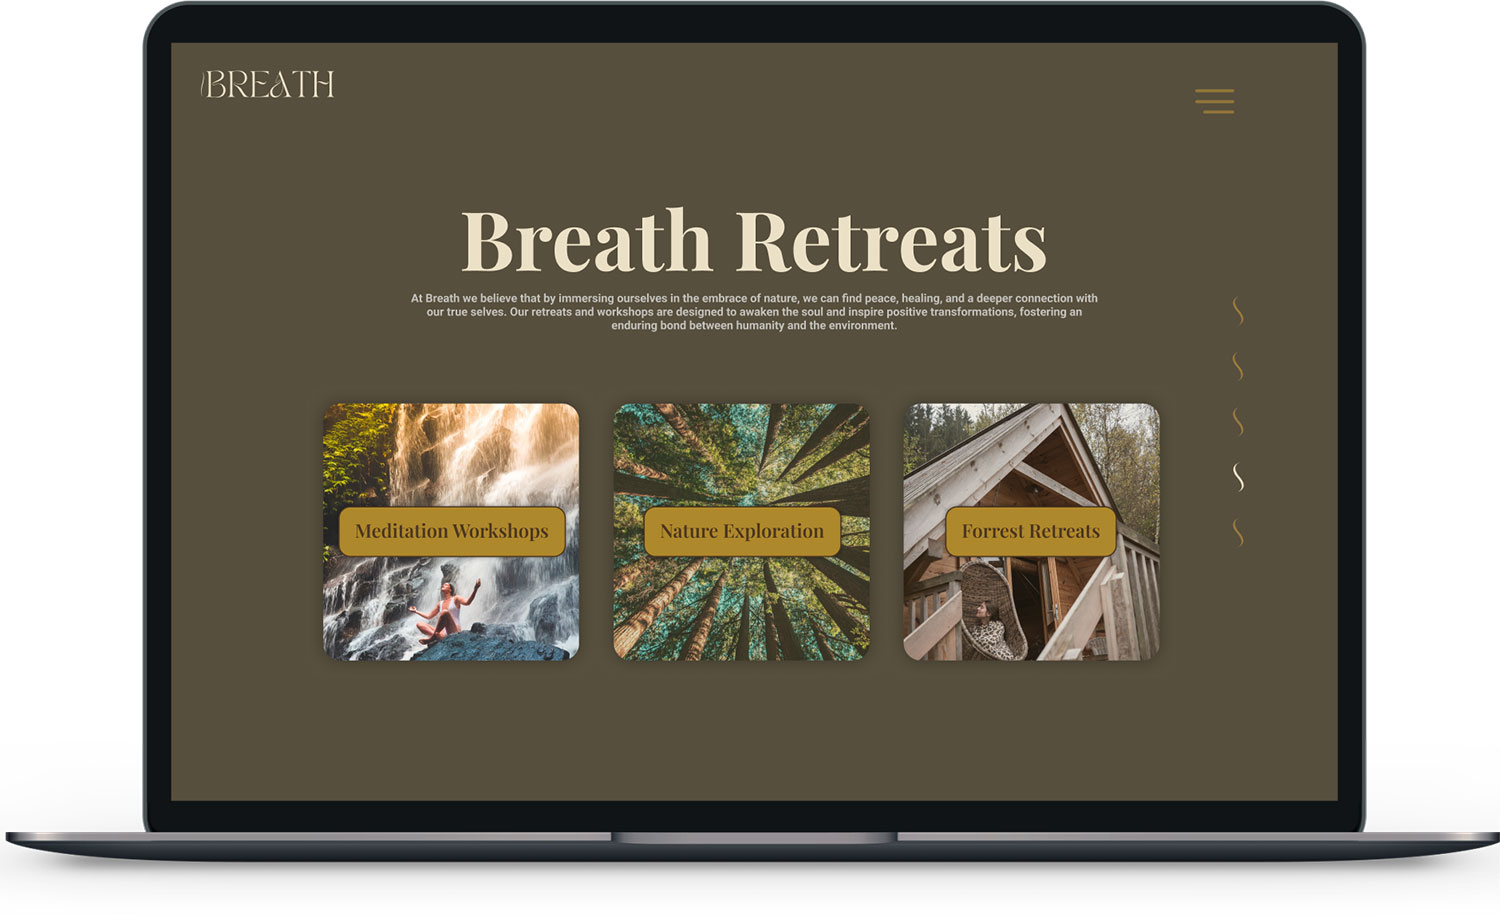 BREATH
Breath Retreats
At Breath we believe that by immersing ourselves in the embrace of nature, we can find peace, healing, and a deeper connection with
our true selves. Our retreats and workshops are designed to awaken the soul and inspire positive transformations, fostering an
enduring bond between humanity and the environment.
Meditation Workshops
Nature Exploration
Forrest Retreats